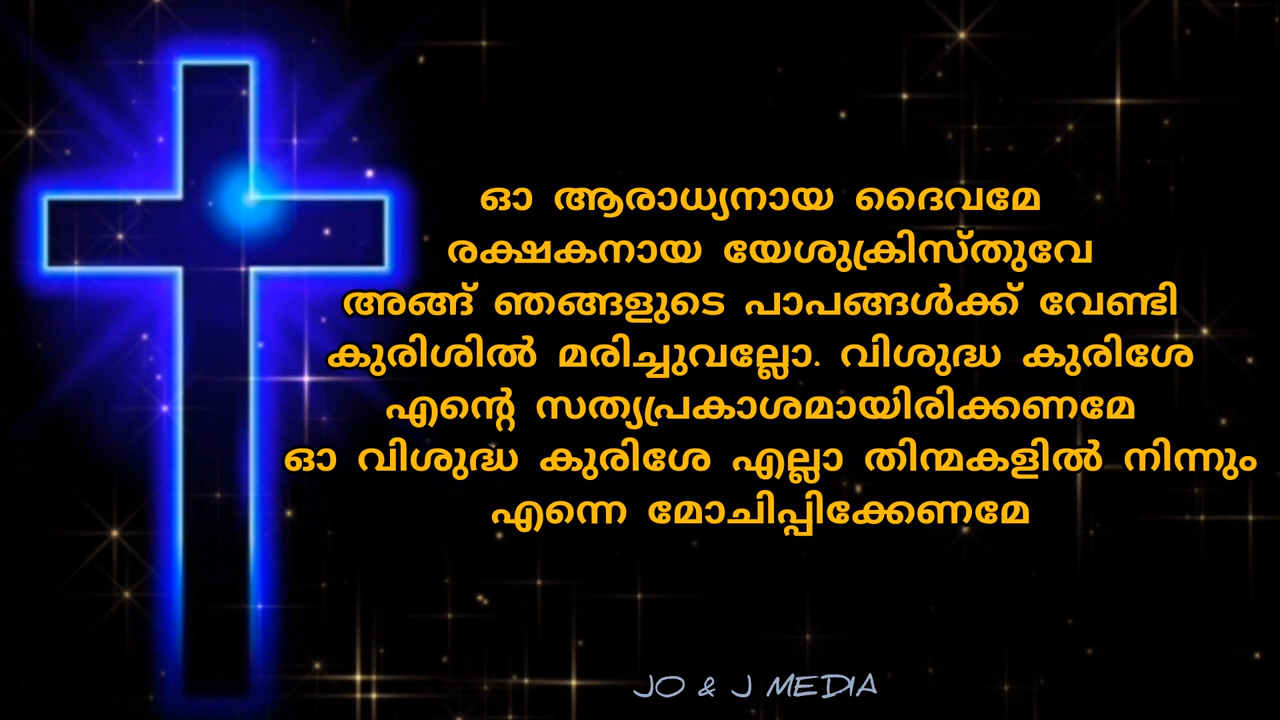 ഓ ആരാധ്യനായ ദൈവമേ
രക്ഷകനായ യേശുക്രിസ്തുവേ
അങ്ങ് ഞങ്ങളുടെ പാപങ്ങൾക്ക് വേണ്ടി
കുരിശിൽ മരിച്ചുവല്ലോ. വിശുദ്ധ കുരിശേ
എന്റെ സത്യപ്രകാശമായിരിക്കണമേ
ഓ വിശുദ്ധ കുരിശേ എല്ലാ തിന്മകളിൽ നിന്നും
എന്നെ മോചിപ്പിക്കേണമേ
JO & J MEDIA